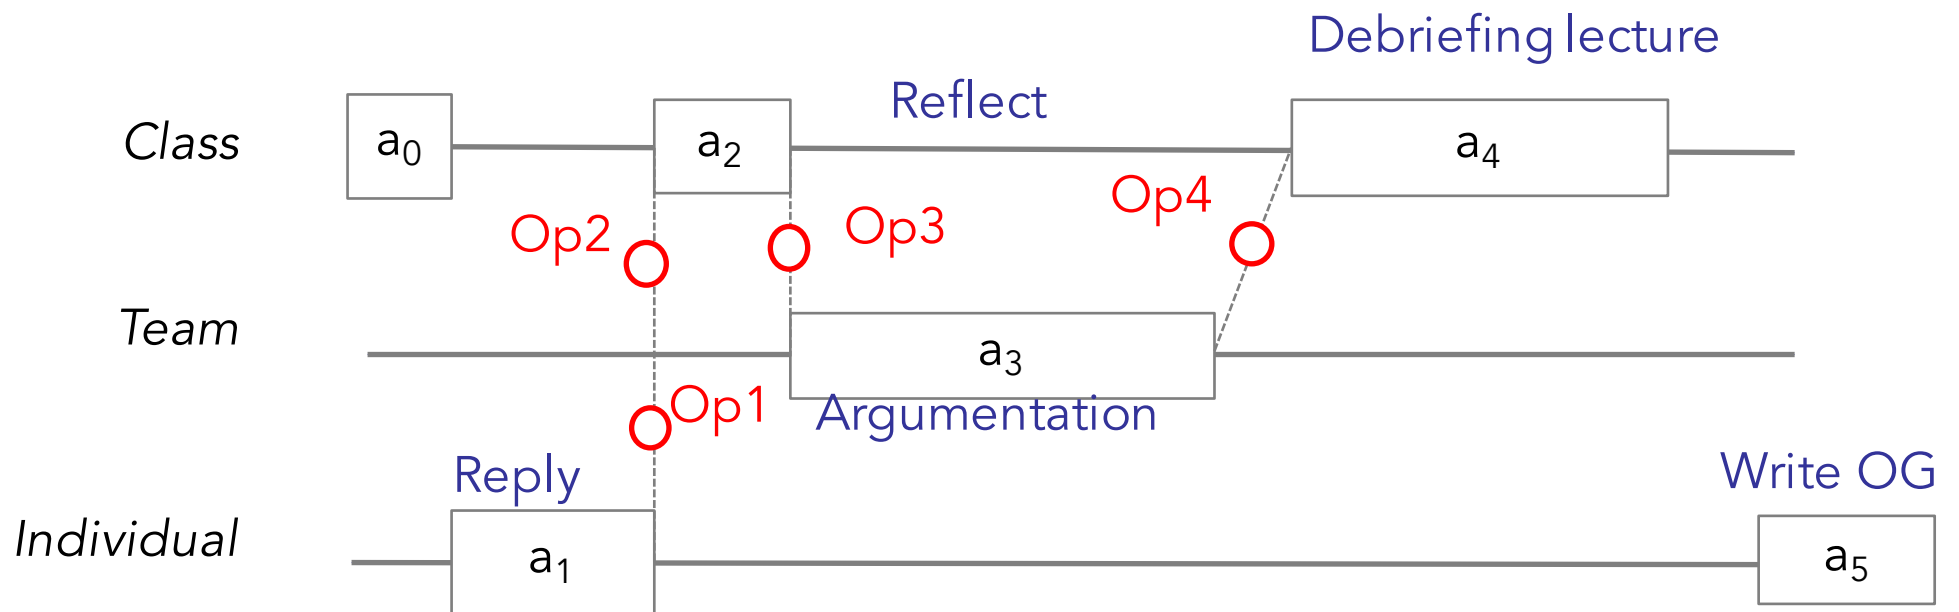 Debriefing lecture
Reflect
Class
a0
a2
a4
Op2
Op3
Op4
Team
a3
Op1
Argumentation
Reply
Write OG
Individual
a1
a5